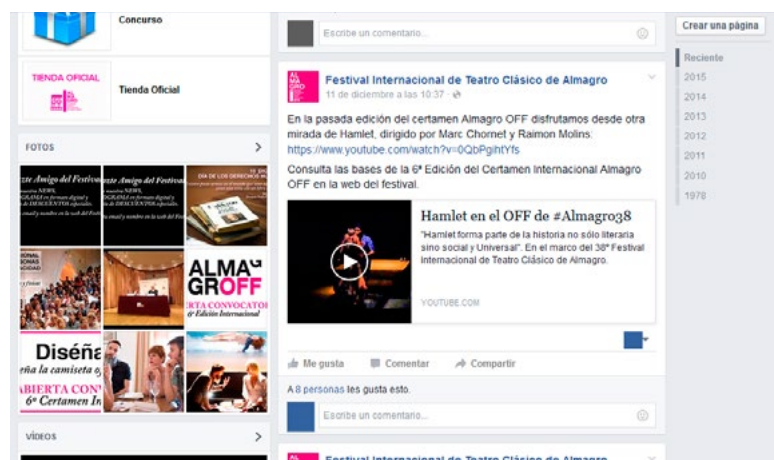 Concurso
TIENDA OFICIAL
Tienda Oficial
FOTOS
VÍDEOS
ALMAG
GROFF
6ª Edición Internacional
Diséña
ABIERTA CONV
6º Certamen In
Escribe un comentario...
ALMAGRO
Festival Internacional de Teatro Clásico de Almagro
11 de diciembre a las 10:37 ·
En la pasada edición del certamen Almagro OFF disfrutamos desde otra
mirada de Hamlet, dirigido por Marc Chornet y Raimon Molins:
https://www.youtube.com/watch?v=0QbPgihtYfs
Consulta las bases de la 6ª Edición del Certamen Internacional Almagro
OFF en la web del festival.
Hamlet en el OFF de #Almagro38
"Hamlet forma parte de la historia no sólo literaria
sino social y Universal". En el marco del 38º Festival
Internacional de Teatro Clásico de Almagro.
YOUTUBE.COM
Me gusta Comentar Compartir
A 8 personas les gusta esto.
Escribe un comentario...
Festival Internacional de Teatro Clásico de Almagro
Crear una página
Reciente
2015
2014
2013
2012
2011
2010
1978